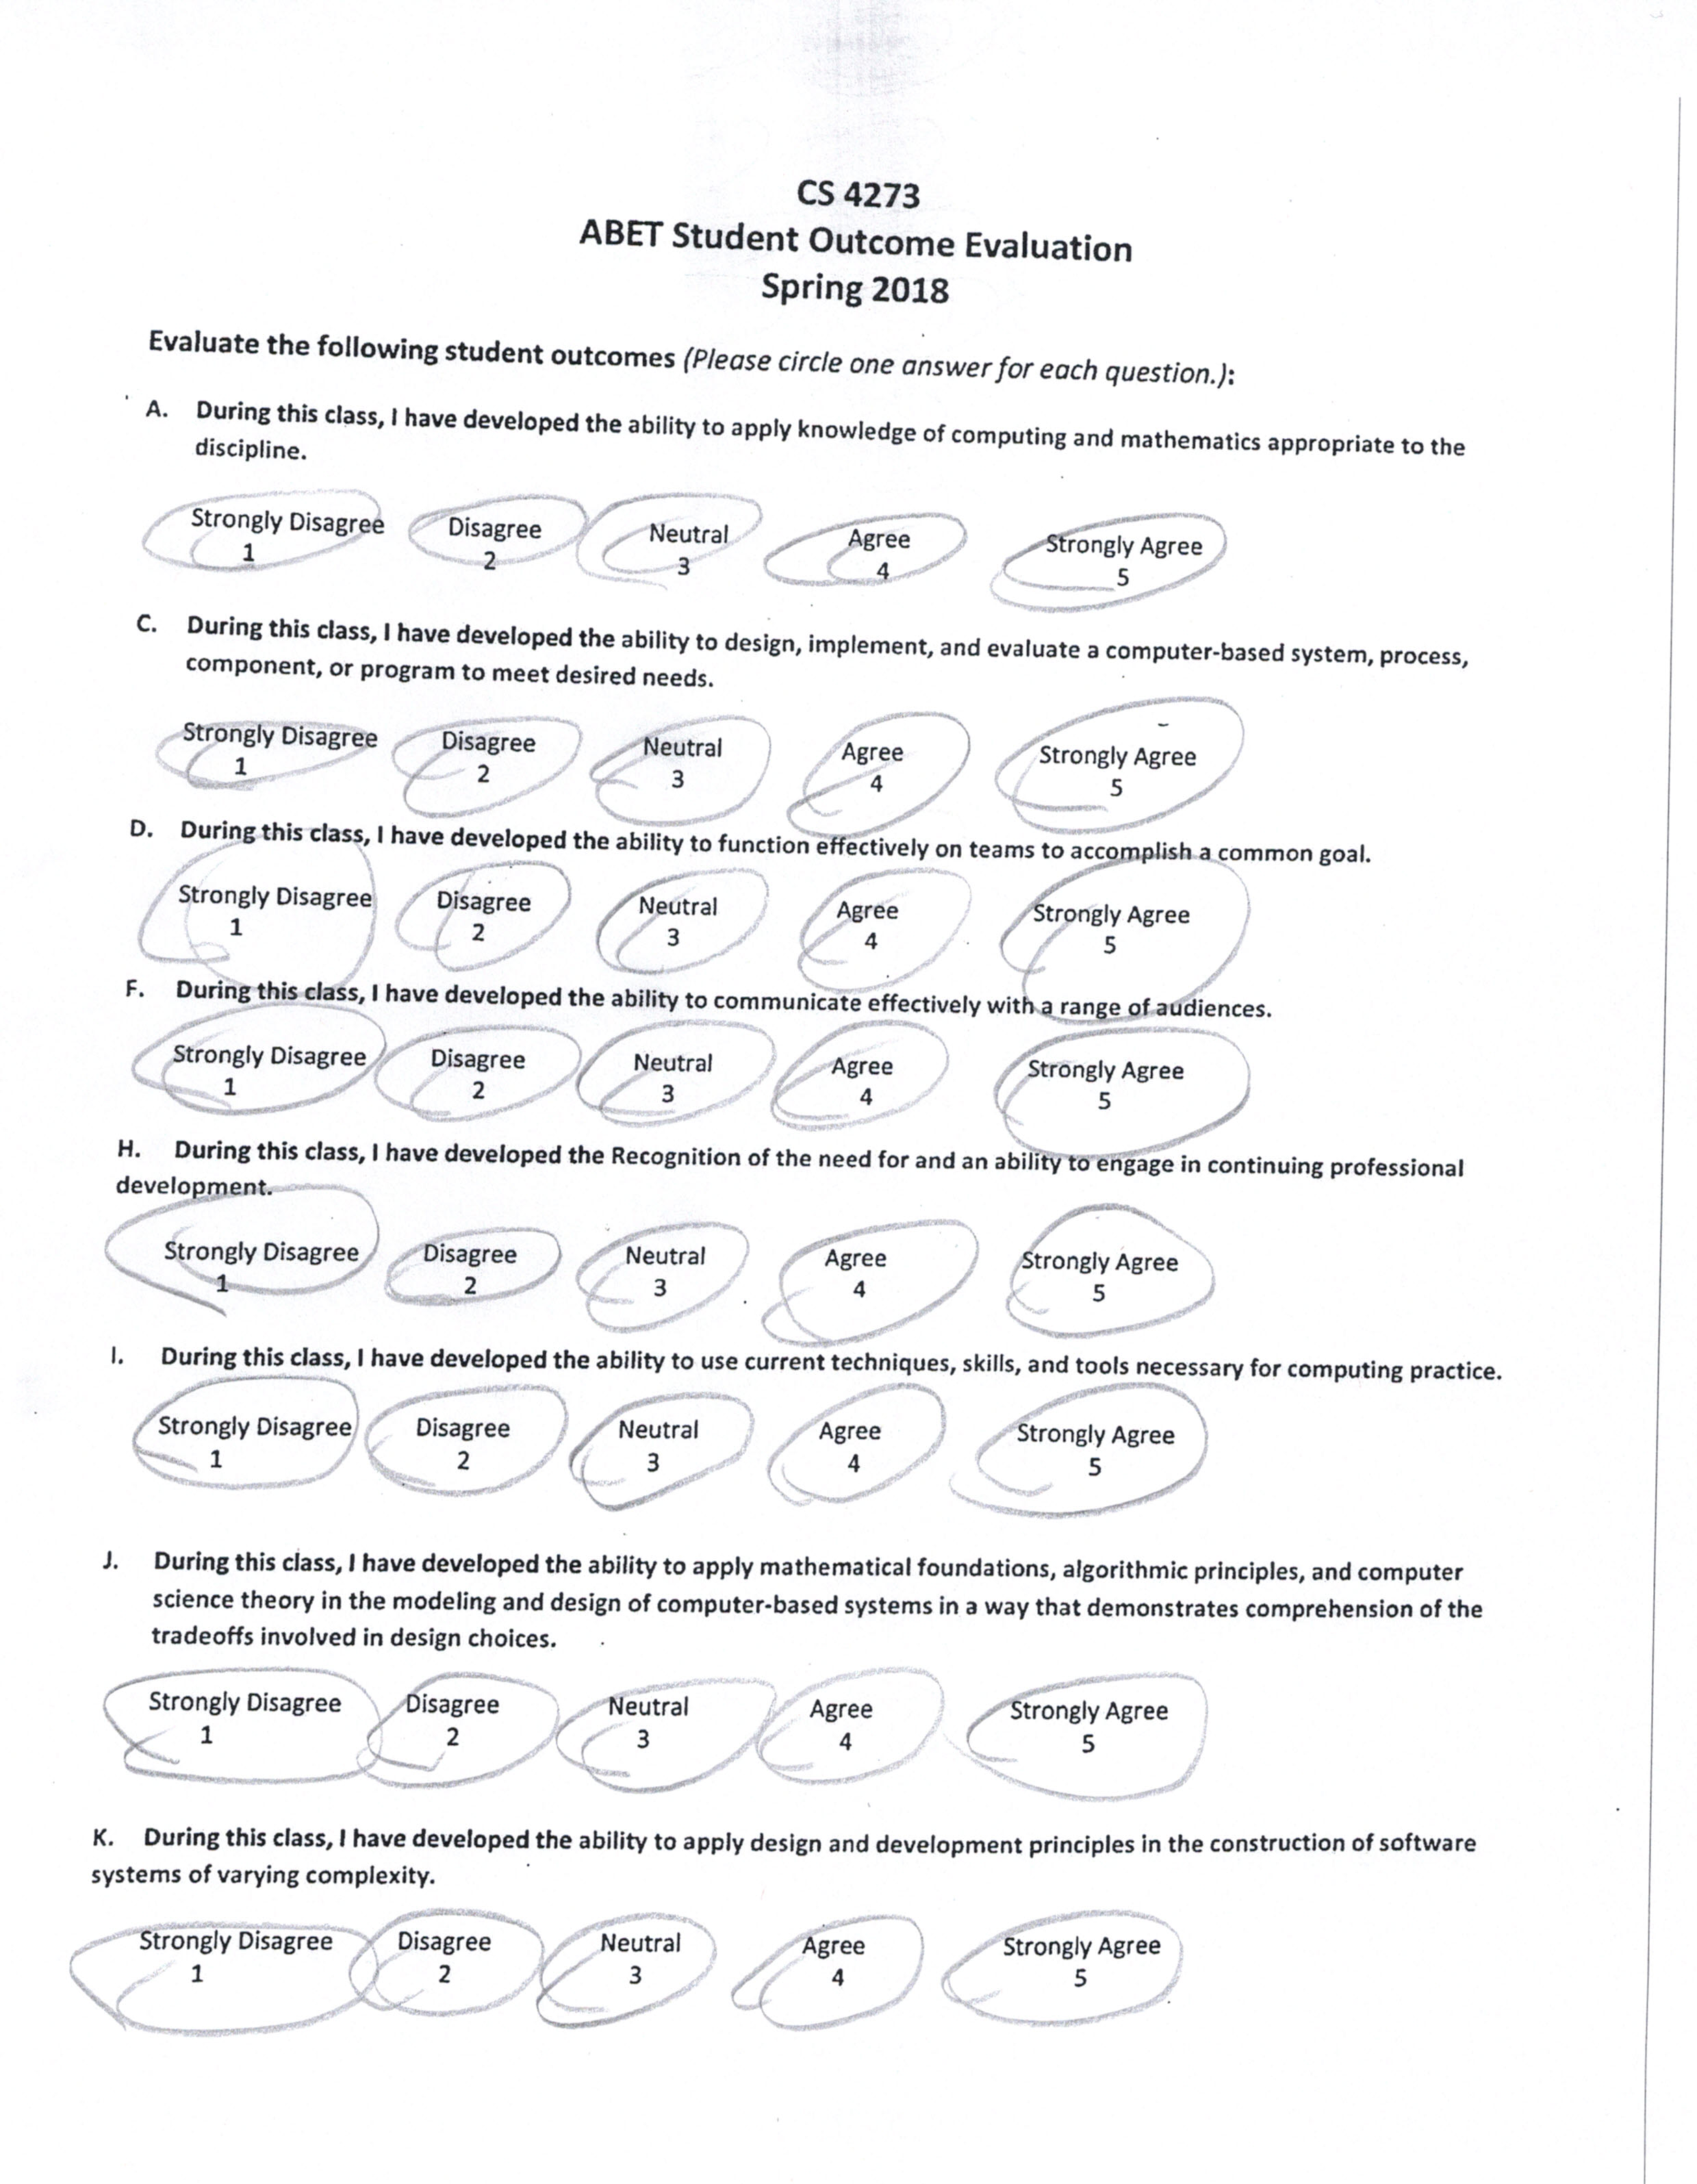 CS 4273
ABET Student Outcome Evaluation
Spring 2018
Evaluate the following student outcomes (Please circle one answer for each question.):
A. During this class, I have developed the ability to apply knowledge of computing and mathematics appropriate to the
discipline.
Strongly Disagree Disagree Neutral Agree Strongly Agree
1 2 3 4 5
C. During this class, I have developed the ability to design, implement, and evaluate a computer-based system, process,
component, or program to meet desired needs.
Strongly Disagree Disagree Neutral Agree Strongly Agree
1 2 3 4 5
D. During this class, I have developed the ability to function effectively on teams to accomplish a common goal.
Strongly Disagree Disagree Neutral Agree Strongly Agree
1 2 3 4 5
F. During this class, I have developed the ability to communicate effectively with a range of audiences.
Strongly Disagree Disagree Neutral Agree Strongly Agree
1 2 3 4 5
H. During this class, I have developed the Recognition of the need for and an ability to engage in continuing professional
development.
Strongly Disagree Disagree Neutral Agree Strongly Agree
1 2 3 4 5
I. During this class, I have developed the ability to use current techniques, skills, and tools necessary for computing practice.
Strongly Disagree Disagree Neutral Agree Strongly Agree
1 2 3 4 5
J. During this class, I have developed the ability to apply mathematical foundations, algorithmic principles, and computer
science theory in the modeling and design of computer-based systems in a way that demonstrates comprehension of the
tradeoffs involved in design choices.
Strongly Disagree Disagree Neutral Agree Strongly Agree
1 2 3 4 5
K. During this class, I have developed the ability to apply design and development principles in the construction of software
systems of varying complexity.
Strongly Disagree Disagree Neutral Agree Strongly Agree
1 2 3 4 5